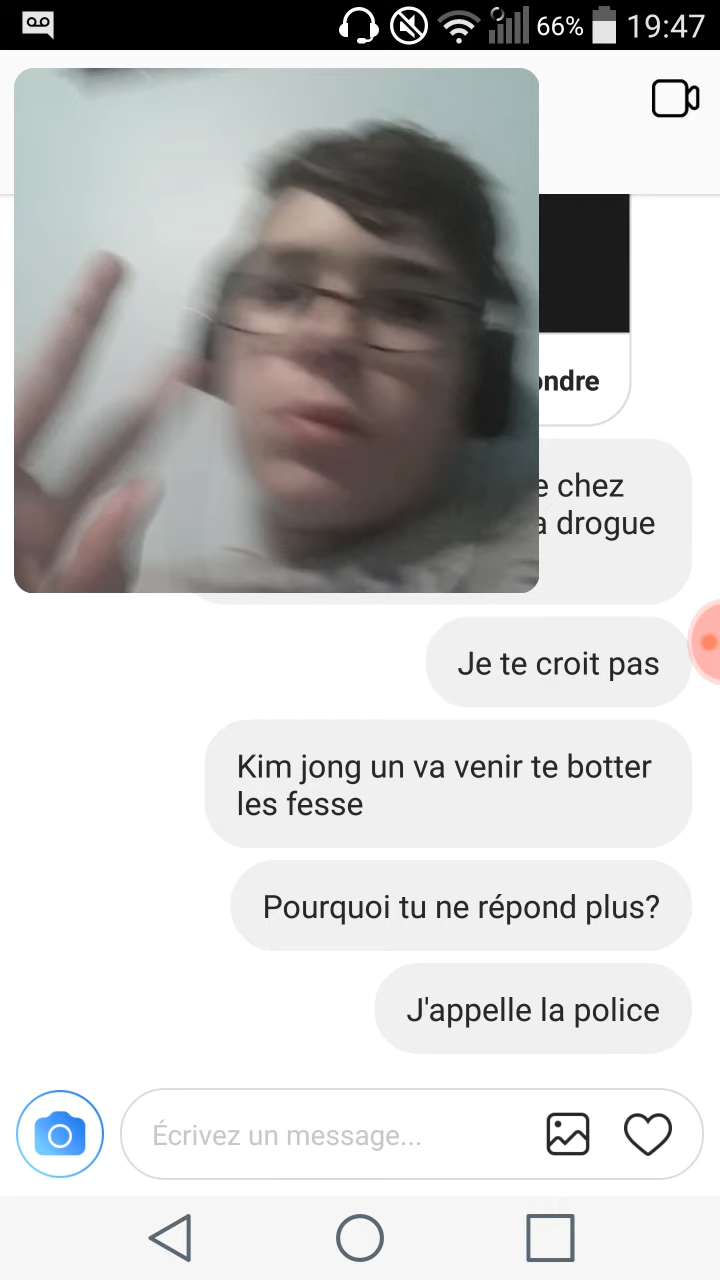 66% 19:47
ondre
e chez
a drogue
Je te croit pas
Kim jong un va venir te botter
les fesse
Pourquoi tu ne répond plus?
J'appelle la police
Écrivez un message...